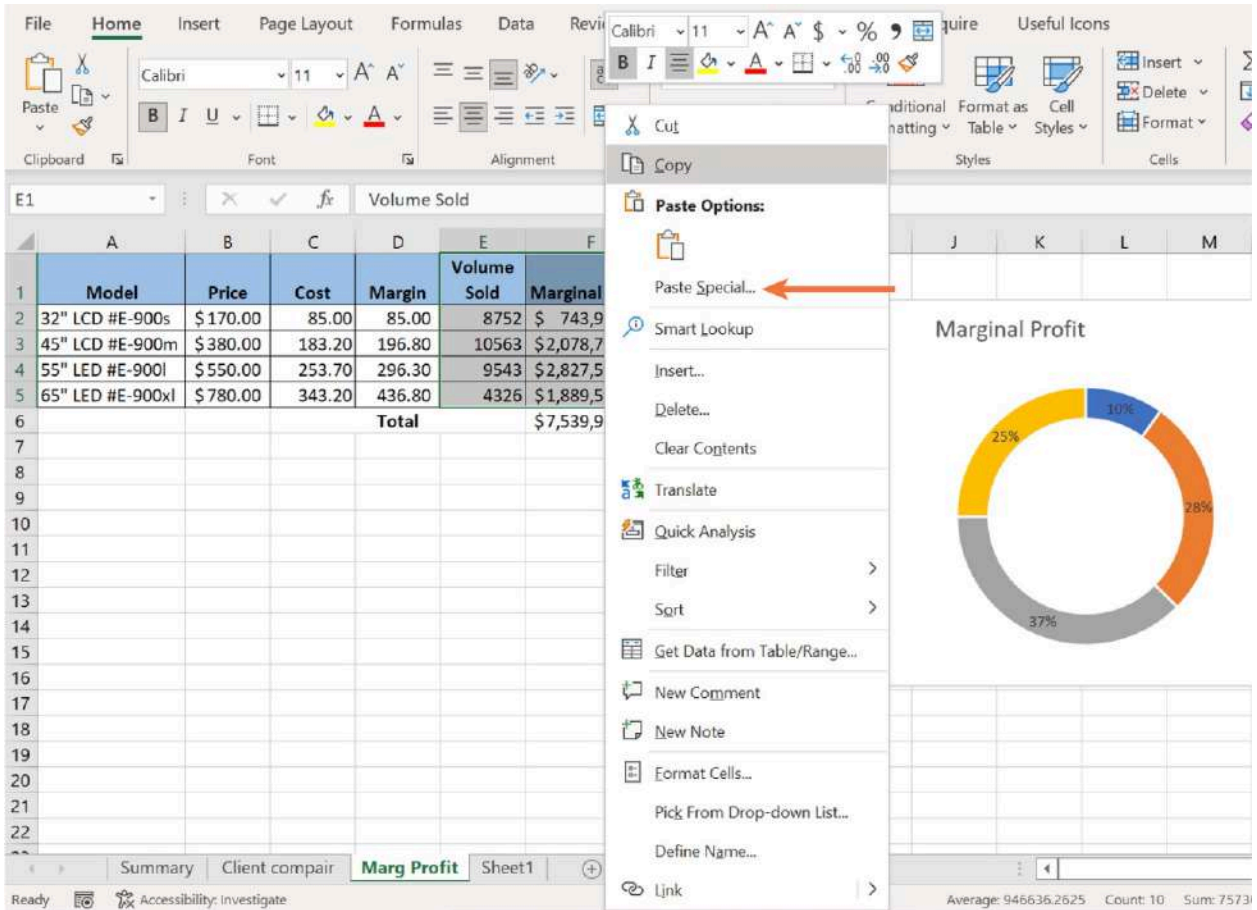 File Home Insert Page Layout Formulas Data Revi quire Useful Icons
Calibri 11 A^ A˅ $ % , 
B I A .00 .00
Paste
Calibri 11 A^ A˅
B I U A
Conditional Format as Cell
natting Table Styles
Insert
Delete
Format
Clipboard Font Alignment Styles Cells
E1 fx Volume Sold
A B C D E F J K L M
1 Model Price Cost Margin Volume Sold Marginal
2 32" LCD #E-900s $170.00 85.00 85.00 8752 $ 743,9
3 45" LCD #E-900m $380.00 183.20 196.80 10563 $2,078,7
4 55" LED #E-900l $550.00 253.70 296.30 9543 $2,827,5
5 65" LED #E-900xl $780.00 343.20 436.80 4326 $1,889,5
6 Total $7,539,9
7
8
9
10
11
12
13
14
15
16
17
18
19
20
21
22
Cut
Copy
Paste Options:
Paste Special...
Smart Lookup
Insert...
Delete...
Clear Contents
Translate
Quick Analysis
Filter
Sort
Get Data from Table/Range...
New Comment
New Note
Format Cells...
Pick From Drop-down List...
Define Name...
Link
Marginal Profit
10%
25%
28%
37%
Summary Client compair Marg Profit Sheet1
Ready Accessibility: Investigate Average: 946636.2625 Count: 10 Sum: 7573